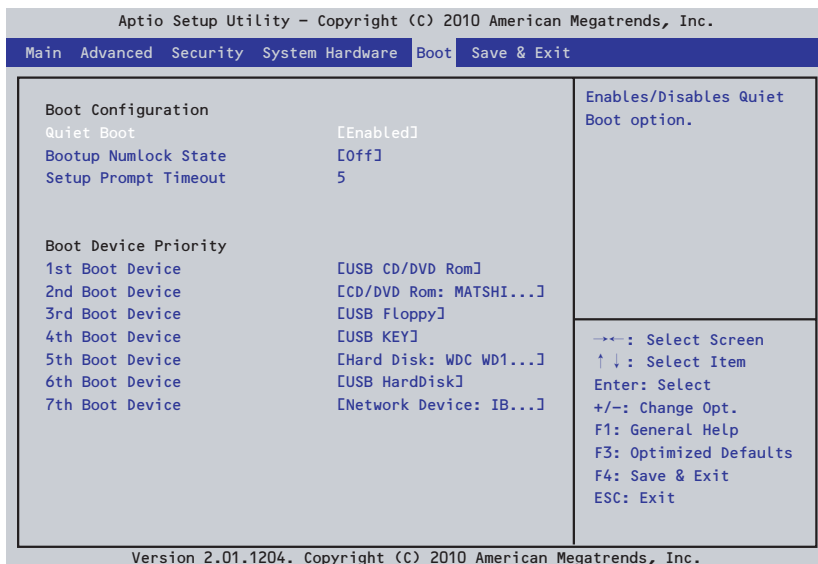 Aptio Setup Utility – Copyright (C) 2010 American Megatrends, Inc.
Main Advanced Security System Hardware Boot Save & Exit
Boot Configuration
Quiet Boot [Enabled]
Bootup Numlock State [Off]
Setup Prompt Timeout 5
Boot Device Priority
1st Boot Device [USB CD/DVD Rom]
2nd Boot Device [CD/DVD Rom: MATSHI...]
3rd Boot Device [USB Floppy]
4th Boot Device [USB KEY]
5th Boot Device [Hard Disk: WDC WD1...]
6th Boot Device [USB HardDisk]
7th Boot Device [Network Device: IB...]
Enables/Disables Quiet
Boot option.
→←: Select Screen
↑↓: Select Item
Enter: Select
+/-: Change Opt.
F1: General Help
F3: Optimized Defaults
F4: Save & Exit
ESC: Exit
Version 2.01.1204. Copyright (C) 2010 American Megatrends, Inc.